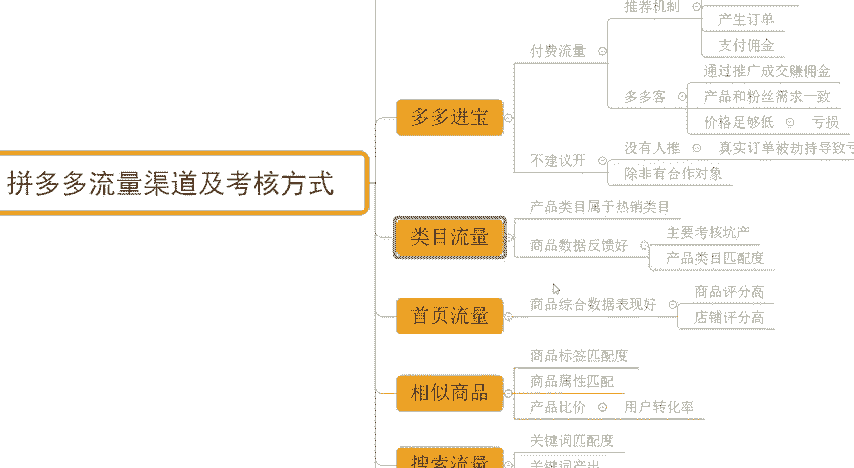 拼多多流量渠道及考核方式
多多进宝
付费流量
推荐机制
产生订单
支付佣金
多多客
通过推广成交赚佣金
产品和粉丝需求一致
价格足够低
亏损
不建议开
没有人推
真实订单被劫持导致亏
除非有合作对象
类目流量
产品类目属于热销类目
商品数据反馈好
主要考核坑产
产品类目匹配度
首页流量
商品综合数据表现好
商品评分高
店铺评分高
相似商品
商品标签匹配度
商品属性匹配
产品比价
用户转化率
搜索流量
关键词匹配度
关键词产出